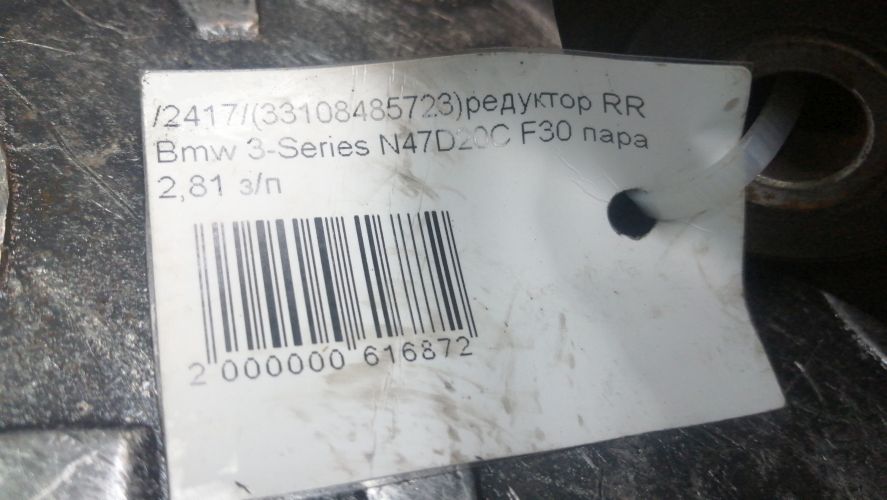 /2417/(33108485723)редуктор RR
Bmw 3-Series N47D20C F30 пара
2,81 з/п
2 000000 616872